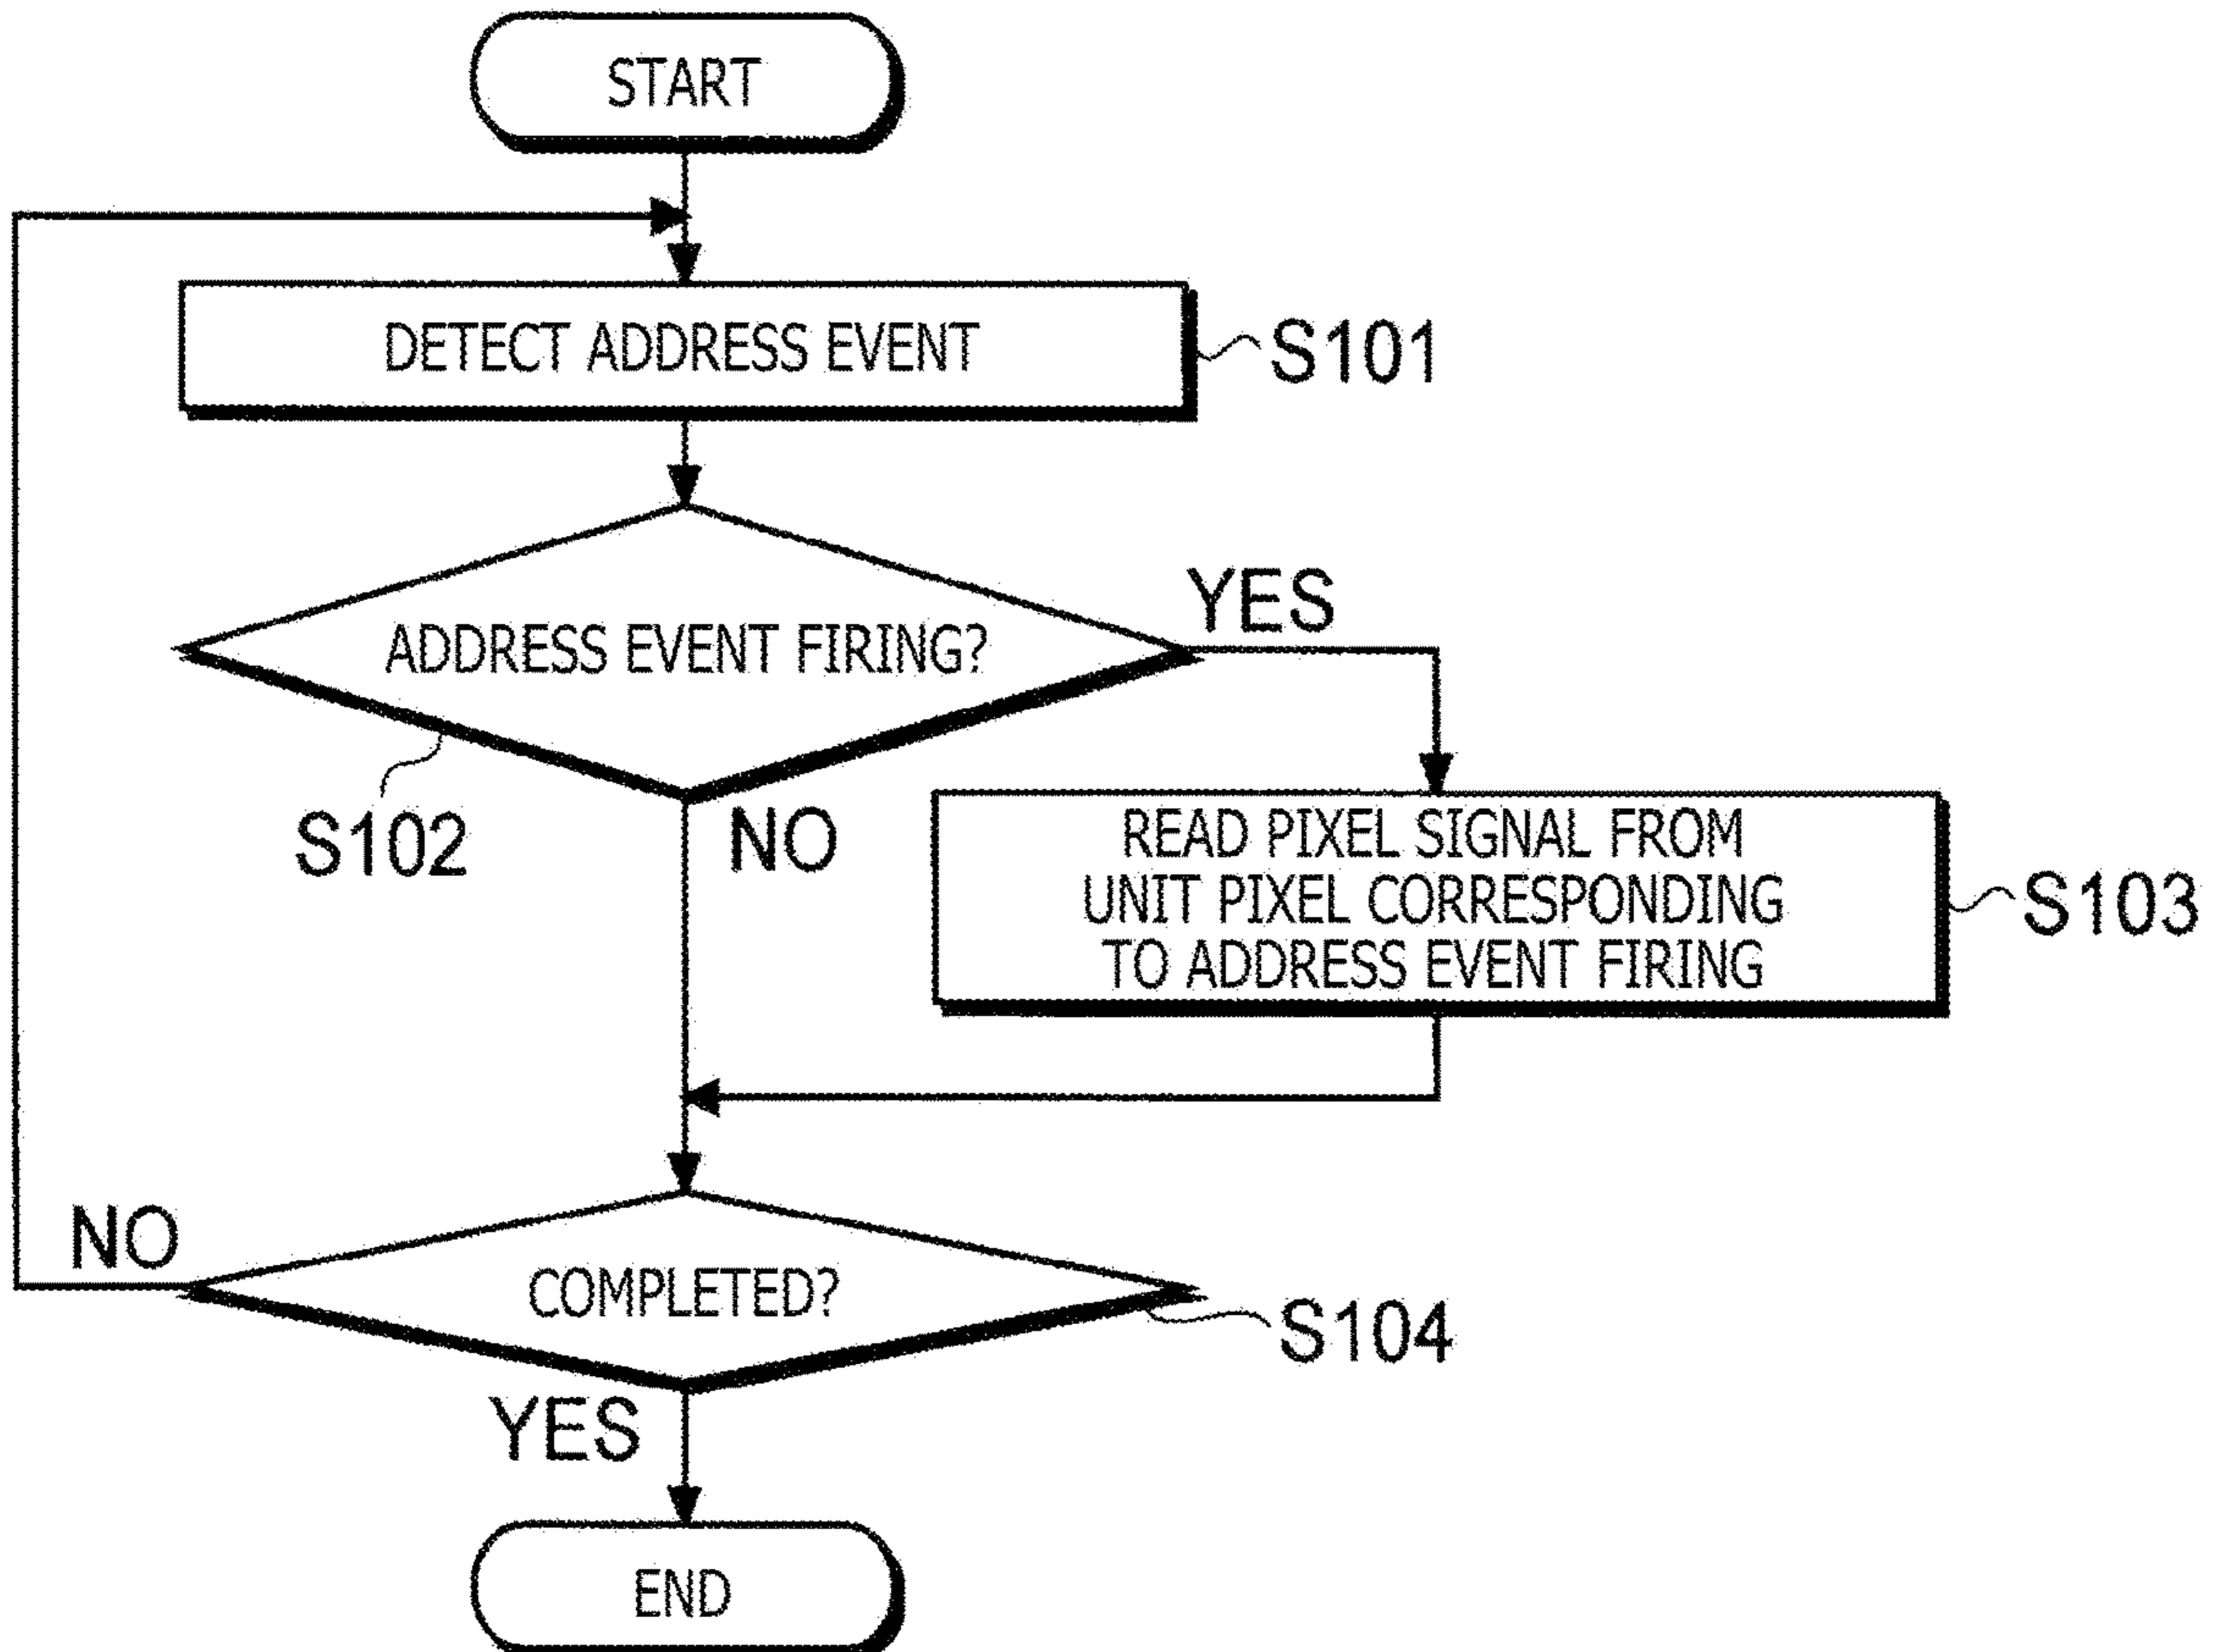 START
DETECT ADDRESS EVENT
S101
ADDRESS EVENT FIRING?
YES
S102
NO
READ PIXEL SIGNAL FROM
UNIT PIXEL CORRESPONDING
TO ADDRESS EVENT FIRING
S103
NO
COMPLETED?
S104
YES
END